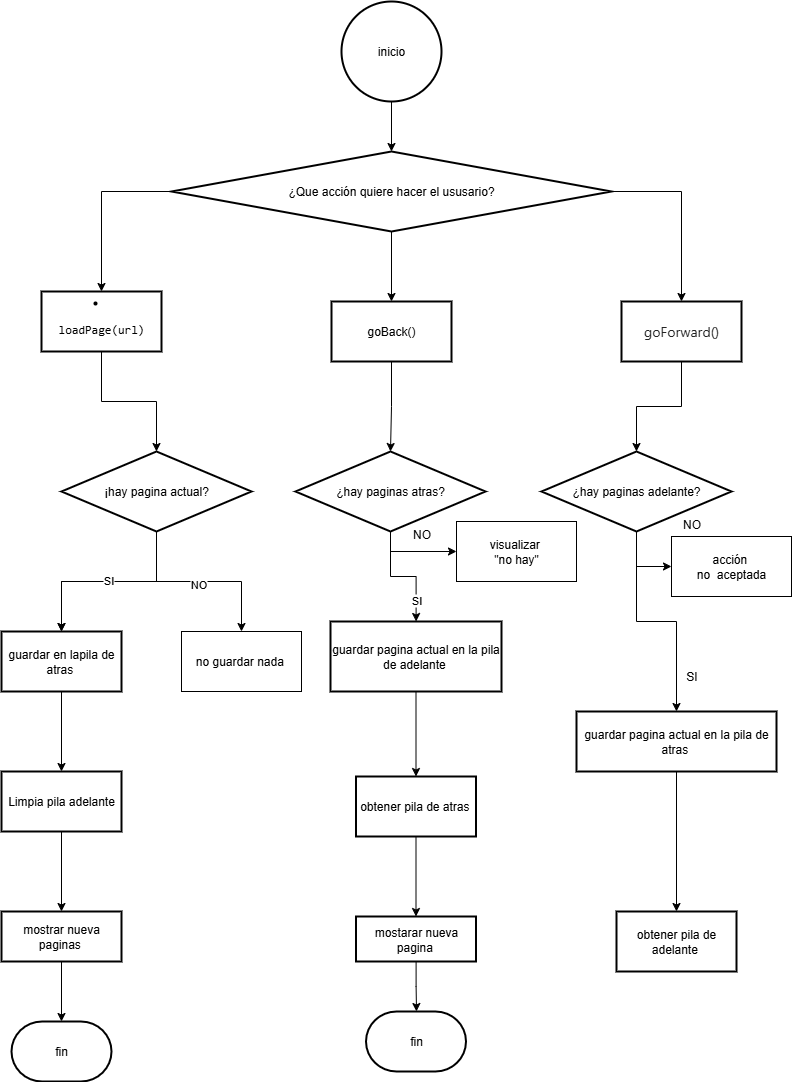 inicio
¿Que acción quiere hacer el ususario?
•
loadPage(url)
goBack()
goForward()
¡hay pagina actual?
¿hay paginas atras?
¿hay paginas adelante?
NO
NO
visualizar
"no hay"
acción
no aceptada
SI
NO
SI
guardar en lapila de
atras
no guardar nada
guardar pagina actual en la pila
de adelante
SI
guardar pagina actual en la pila de
atras
Limpia pila adelante
obtener pila de atras
mostrar nueva
paginas
mostarar nueva
pagina
obtener pila de
adelante
fin
fin